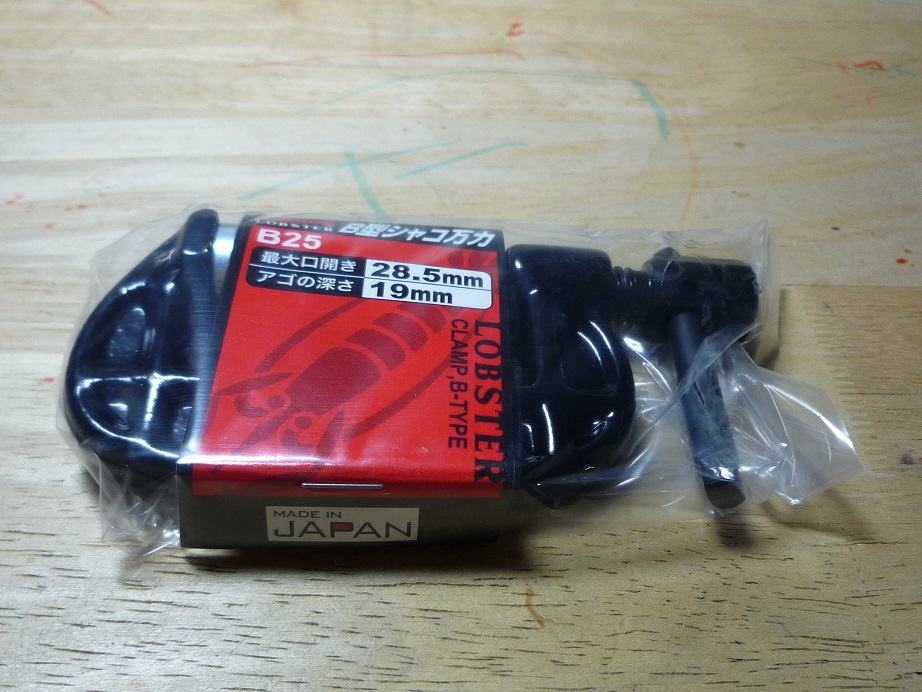 LOBSTER B型シャコ万力
B25
最大口開き 28.5mm
アゴの深さ 19mm
LOBSTER
CLAMP,B-TYPE
MADE IN
JAPAN